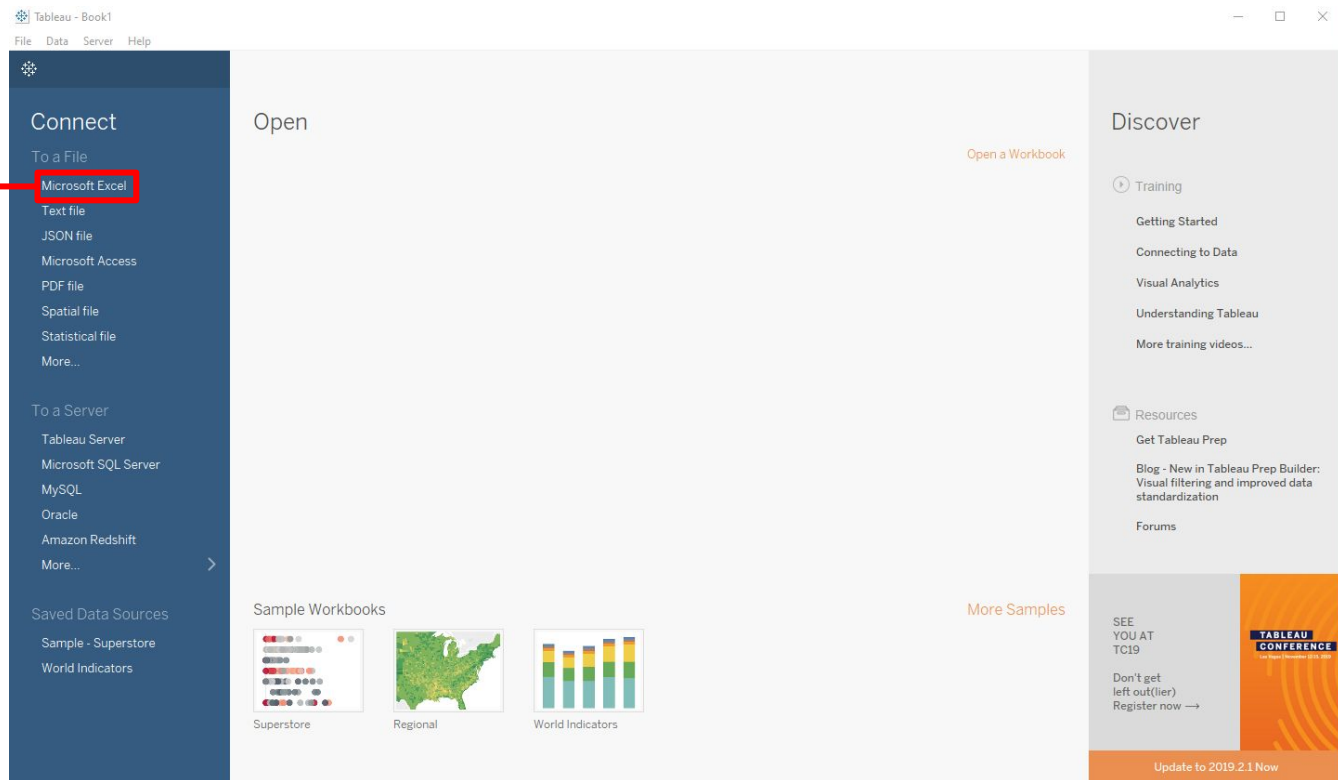 Tableau - Book1
File Data Server Help
Connect
To a File
Microsoft Excel
Text file
JSON file
Microsoft Access
PDF file
Spatial file
Statistical file
More...
To a Server
Tableau Server
Microsoft SQL Server
MySQL
Oracle
Amazon Redshift
More...
Saved Data Sources
Sample - Superstore
World Indicators
Open
Open a Workbook
Sample Workbooks
More Samples
Superstore
Regional
World Indicators
Discover
Training
Getting Started
Connecting to Data
Visual Analytics
Understanding Tableau
More training videos...
Resources
Get Tableau Prep
Blog - New in Tableau Prep Builder:
Visual filtering and improved data
standardization
Forums
SEE
YOU AT
TC19
Don't get
left out(lier)
Register now →
TABLEAU
CONFERENCE
Update to 2019.2.1 Now